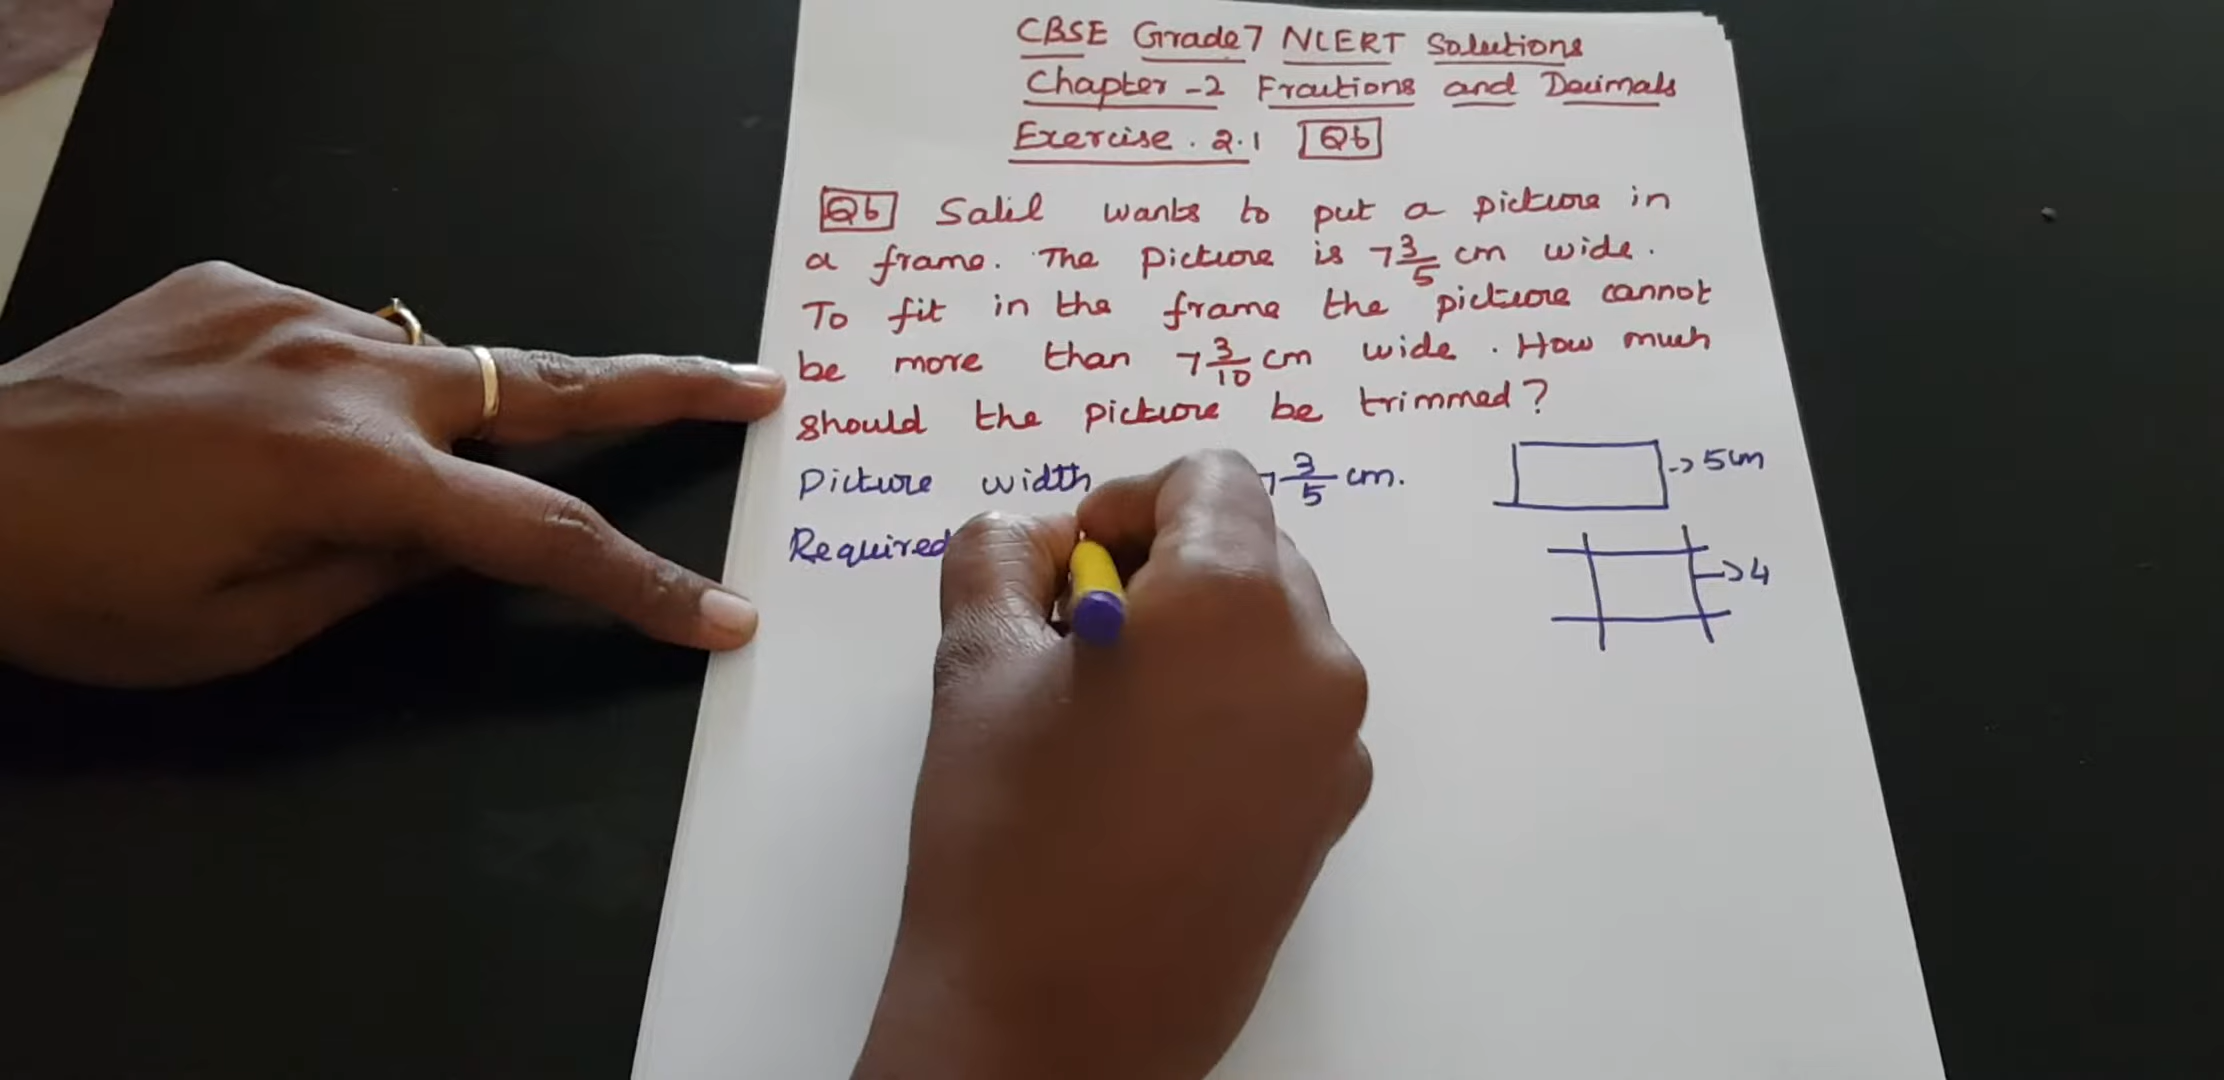 CBSE Grade 7 NCERT Solutions
Chapter -2 Fractions and Decimals
Exercise . 2.1 Q6
Q6 Salil wants to put a picture in
a frame. The picture is 7 3/5 cm wide.
To fit in the frame the picture cannot
be more than 7 3/10 cm wide. How much
should the picture be trimmed?
Picture width 7 3/5 cm.
-> 5cm
Required
-> 4